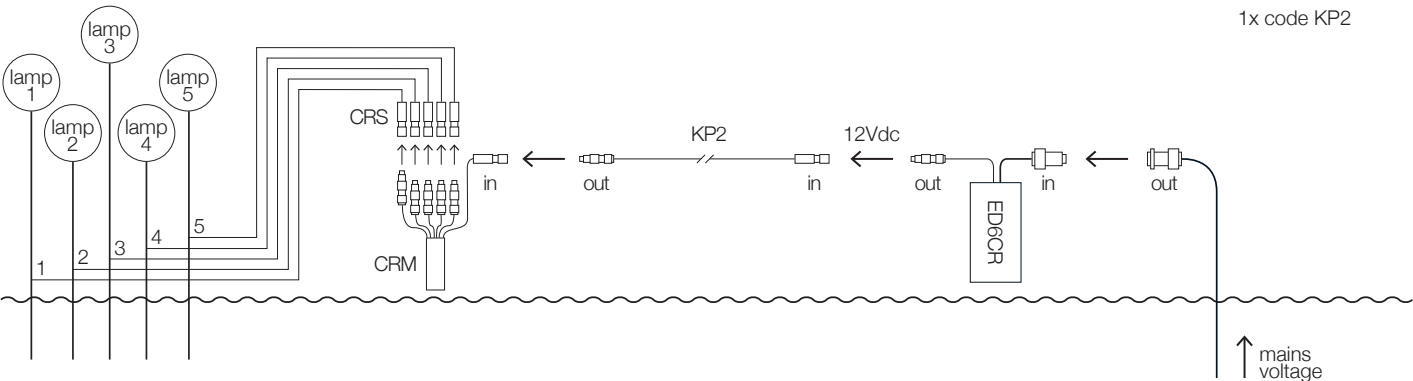 1x code KP2
lamp
3
lamp
1
lamp
5
lamp
2
lamp
4
CRS
KP2
12Vdc
in
out
in
out
in
out
ED6CR
5
4
3
2
1
CRM
mains
voltage